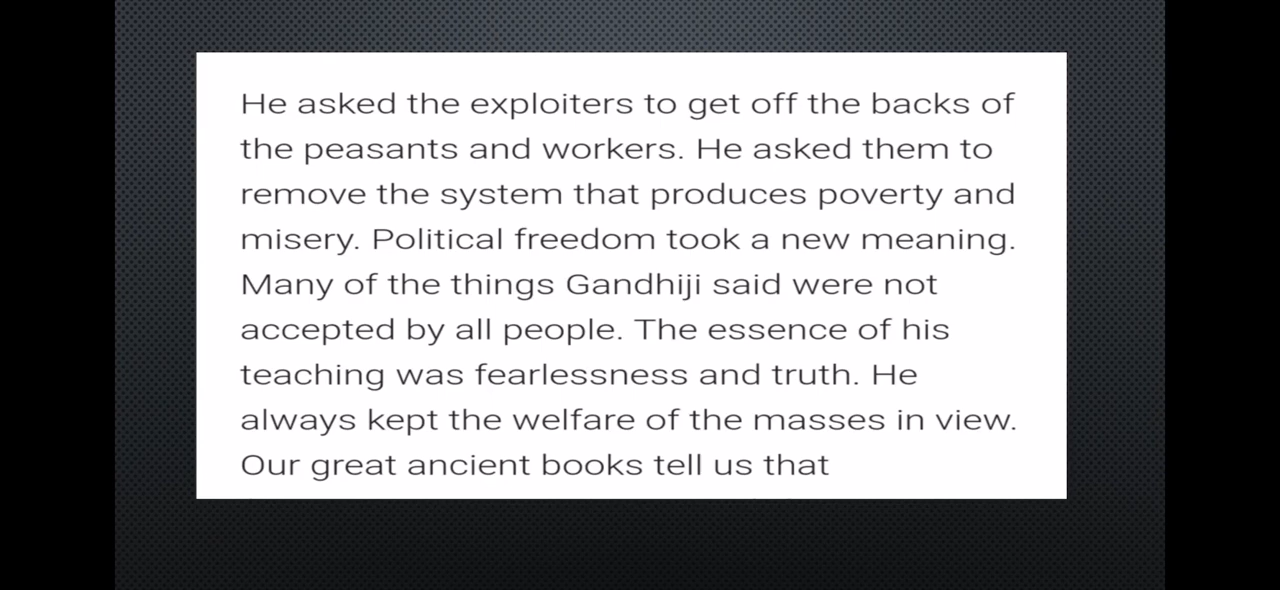 He asked the exploiters to get off the backs of
the peasants and workers. He asked them to
remove the system that produces poverty and
misery. Political freedom took a new meaning.
Many of the things Gandhiji said were not
accepted by all people. The essence of his
teaching was fearlessness and truth. He
always kept the welfare of the masses in view.
Our great ancient books tell us that